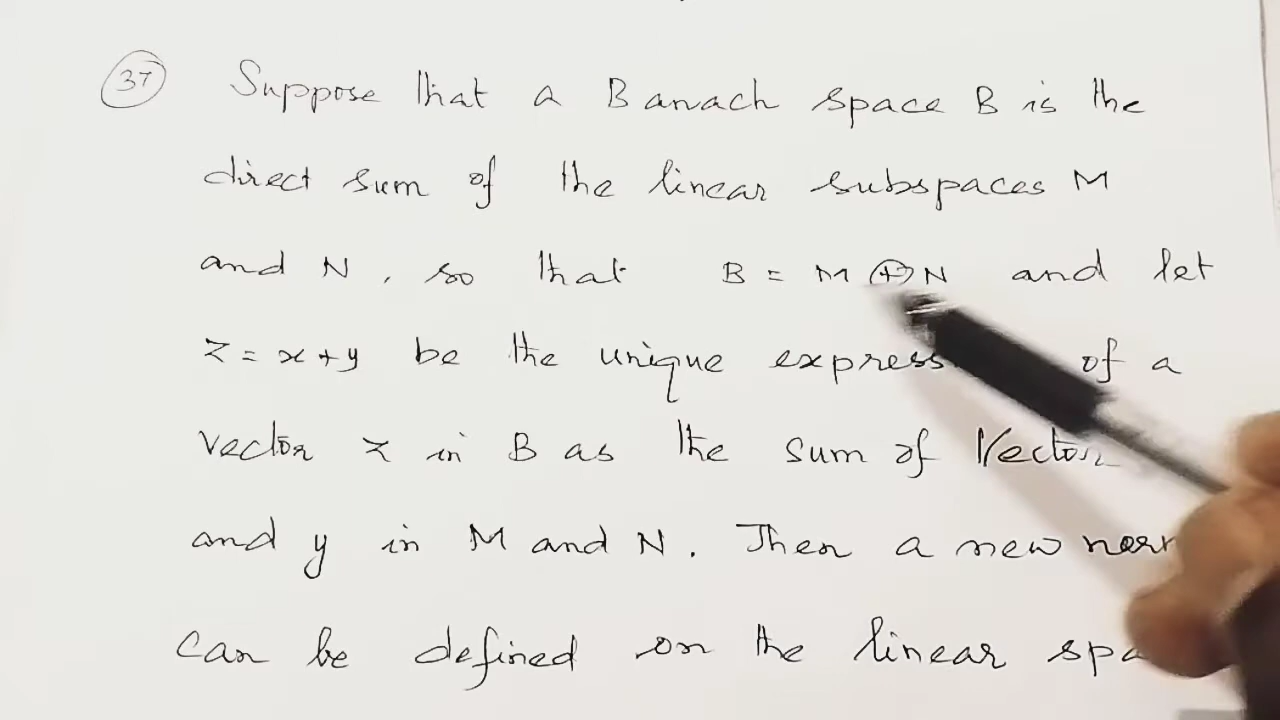 37 Suppose that a Banach space B is the
direct sum of the linear subspaces M
and N, so that B = M ⊕ N and let
z = x + y be the unique of a
vector z in B as the sum of Vector
and y in M and N. Then a new
can be defined on the linear